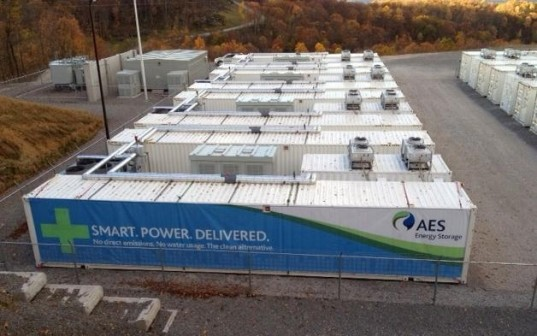 SMART. POWER. DELIVERED.
No direct emissions. No water usage. The clean alternative.
AES
Energy Storage